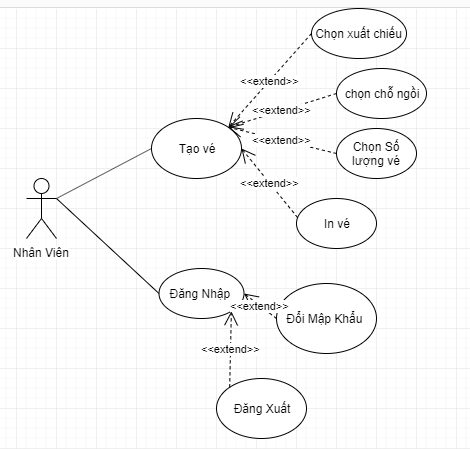 Chọn xuất chiếu
<<extend>>
chọn chỗ ngồi
<<extend>>
Chọn Số
lượng vé
<<extend>>
Tạo vé
<<extend>>
In vé
Nhân Viên
Đăng Nhập
<<extend>>
Đổi Mập Khẩu
<<extend>>
Đăng Xuất